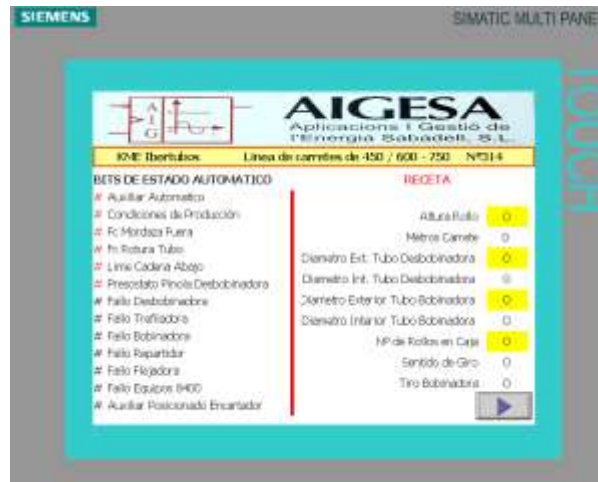 SIEMENS
SIMATIC MULTI PANE
TOUCH
A
I
G
AIGESA
Aplicacions i Gestió de
l'Energia Sabadell, S.L.
KME Ibertubos Linea de carretes de 450 / 600 - 750 Nº314
BITS DE ESTADO AUTOMATICO
# Auxiliar Automatico
# Condiciones de Producción
# Fc Mordaza Fuera
# Fc Rotura Tubo
# Lime Cadena Abajo
# Presostato Pinola Desbobinadora
# Fallo Desbobinadora
# Fallo Trafiladora
# Fallo Bobinadora
# Fallo Repartidor
# Fallo Flejadora
# Fallo Equipos 8400
# Auxiliar Posicionado Encartador
RECETA
Altura Rollo 0
Metros Carrete 0
Diametro Ext. Tubo Desbobinadora 0
Diametro Int. Tubo Desbobinadora 0
Diametro Exterior Tubo Bobinadora 0
Diametro Interior Tubo Bobinadora 0
Nº de Rollos en Caja 0
Sentido de Giro 0
Tiro Bobinadora 0